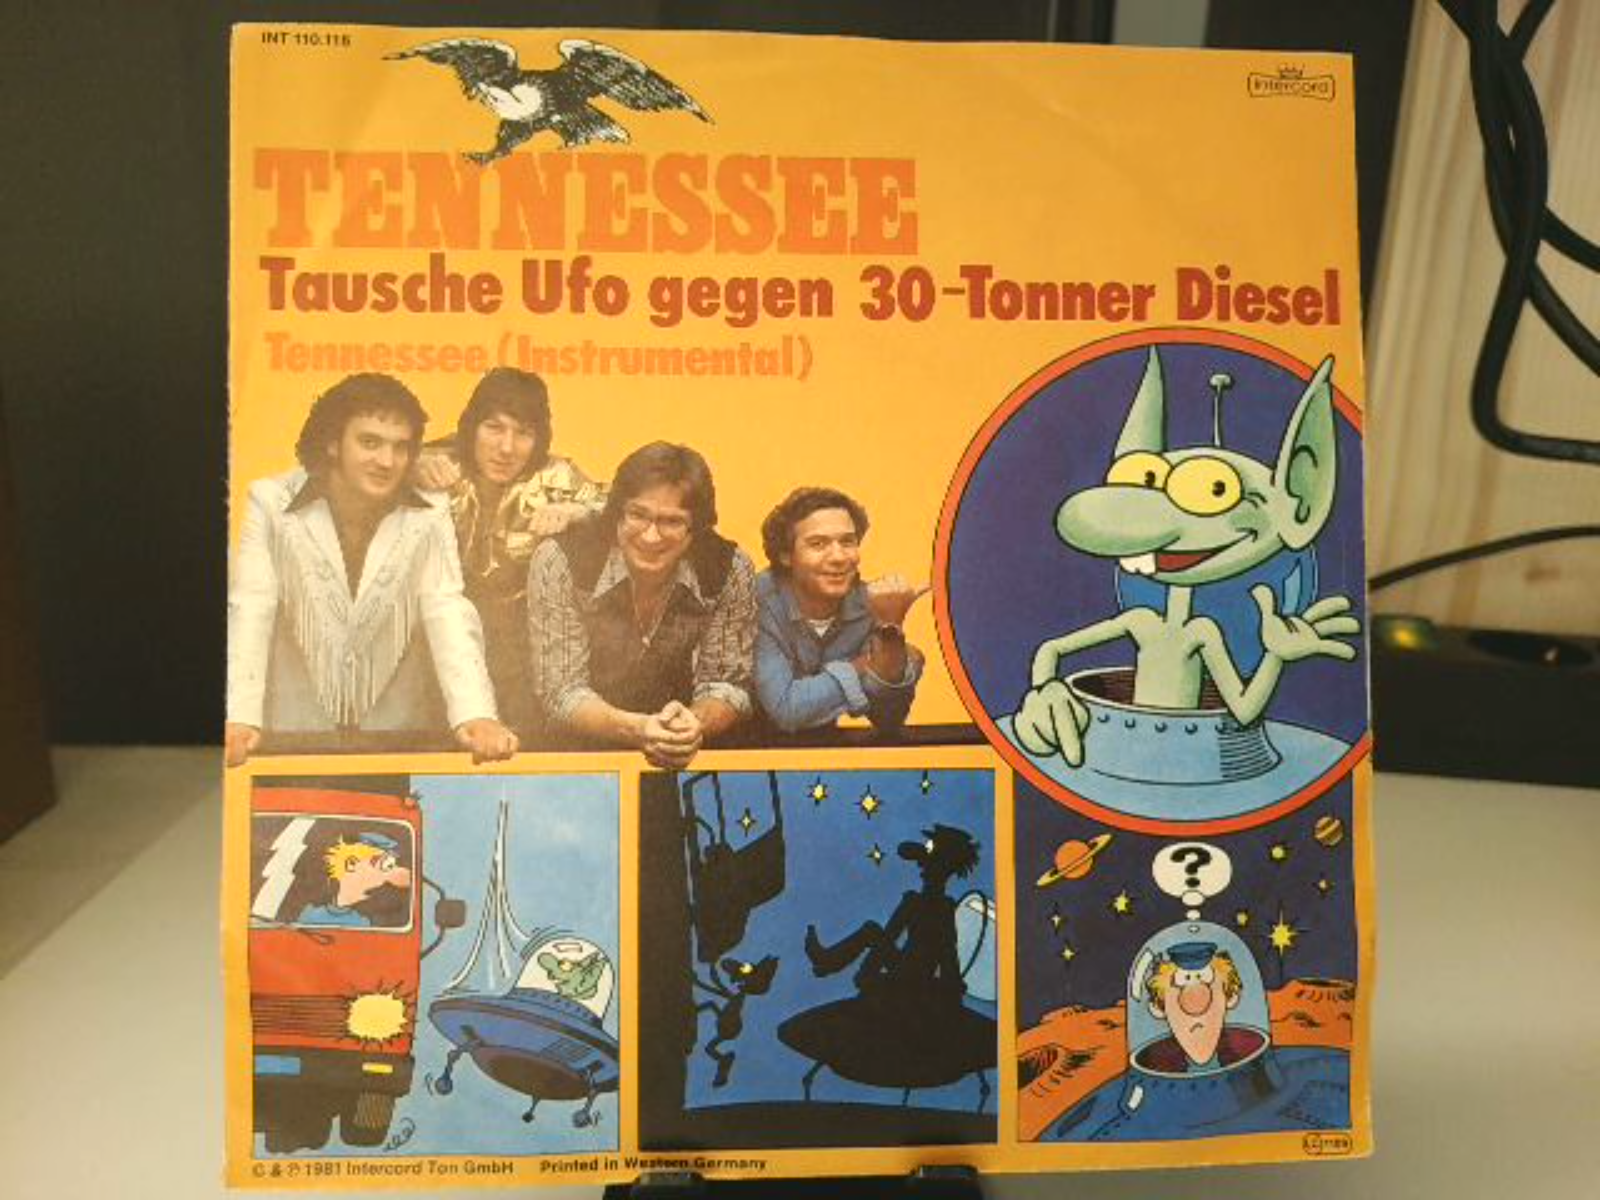 INT 110.116
intercord
TENNESSEE
Tausche Ufo gegen 30-Tonner Diesel
Tennessee (Instrumental)
?
© & ℗ 1981 Intercord Ton GmbH Printed in Western Germany